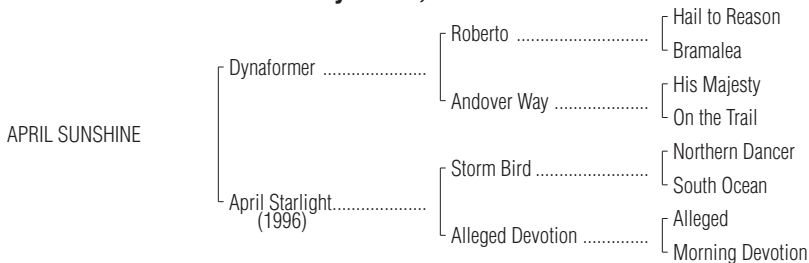 Hail to Reason
Roberto ............................
Bramalea
Dynaformer ......................
His Majesty
Andover Way ....................
On the Trail
APRIL SUNSHINE
Northern Dancer
Storm Bird ........................
South Ocean
April Starlight....................
(1996)
Alleged
Alleged Devotion ..............
Morning Devotion